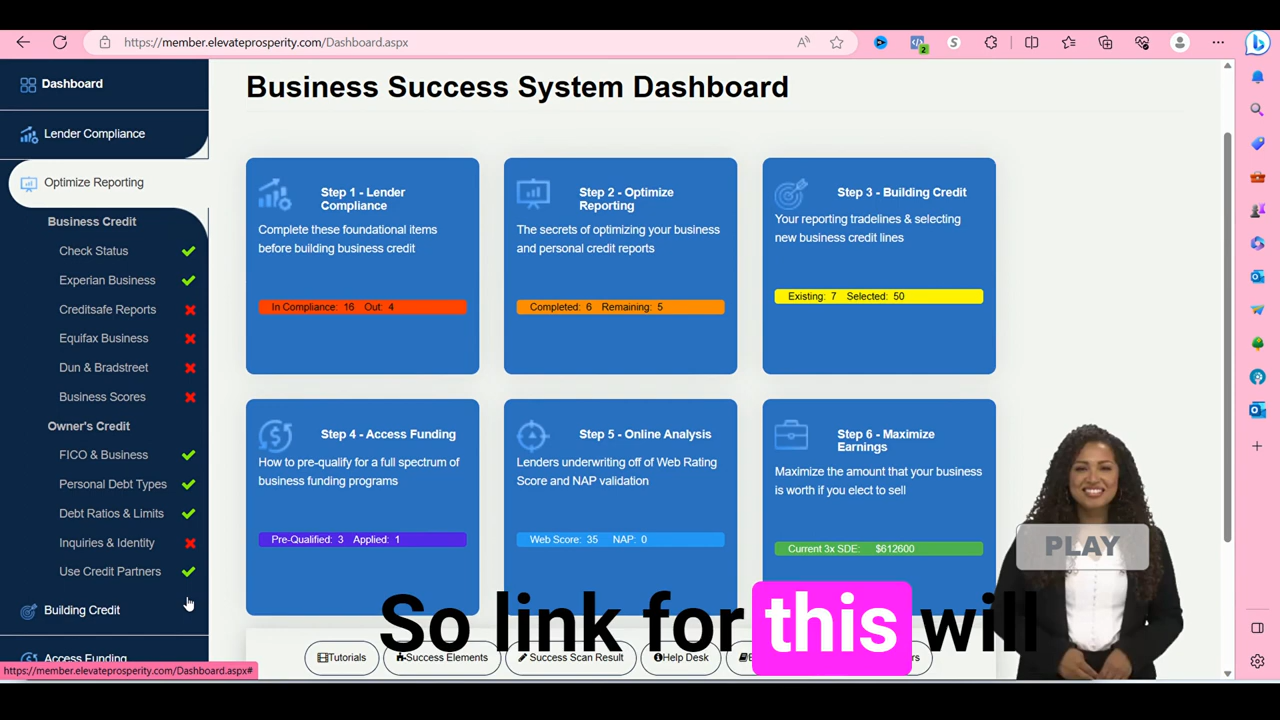 https://member.elevateprosperity.com/Dashboard.aspx
2
Dashboard
Lender Compliance
Optimize Reporting
Business Credit
Check Status
Experian Business
Creditsafe Reports
Equifax Business
Dun & Bradstreet
Business Scores
Owner's Credit
FICO & Business
Personal Debt Types
Debt Ratios & Limits
Inquiries & Identity
Use Credit Partners
Building Credit
Access Funding
https://member.elevateprosperity.com/Dashboard.aspx#
Business Success System Dashboard
Step 1 - Lender
Compliance
Complete these foundational items
before building business credit
In Compliance: 16 Out: 4
Step 2 - Optimize
Reporting
The secrets of optimizing your business
and personal credit reports
Completed: 6 Remaining: 5
Step 3 - Building Credit
Your reporting tradelines & selecting
new business credit lines
Existing: 7 Selected: 50
Step 4 - Access Funding
How to pre-qualify for a full spectrum of
business funding programs
Pre-Qualified: 3 Applied: 1
Step 5 - Online Analysis
Lenders underwriting off of Web Rating
Score and NAP validation
Web Score: 35 NAP: 0
Step 6 - Maximize
Earnings
Maximize the amount that your business
is worth if you elect to sell
Current 3x SDE: $612600
PLAY
So link for this will
Tutorials
Success Elements
Success Scan Result
Help Desk